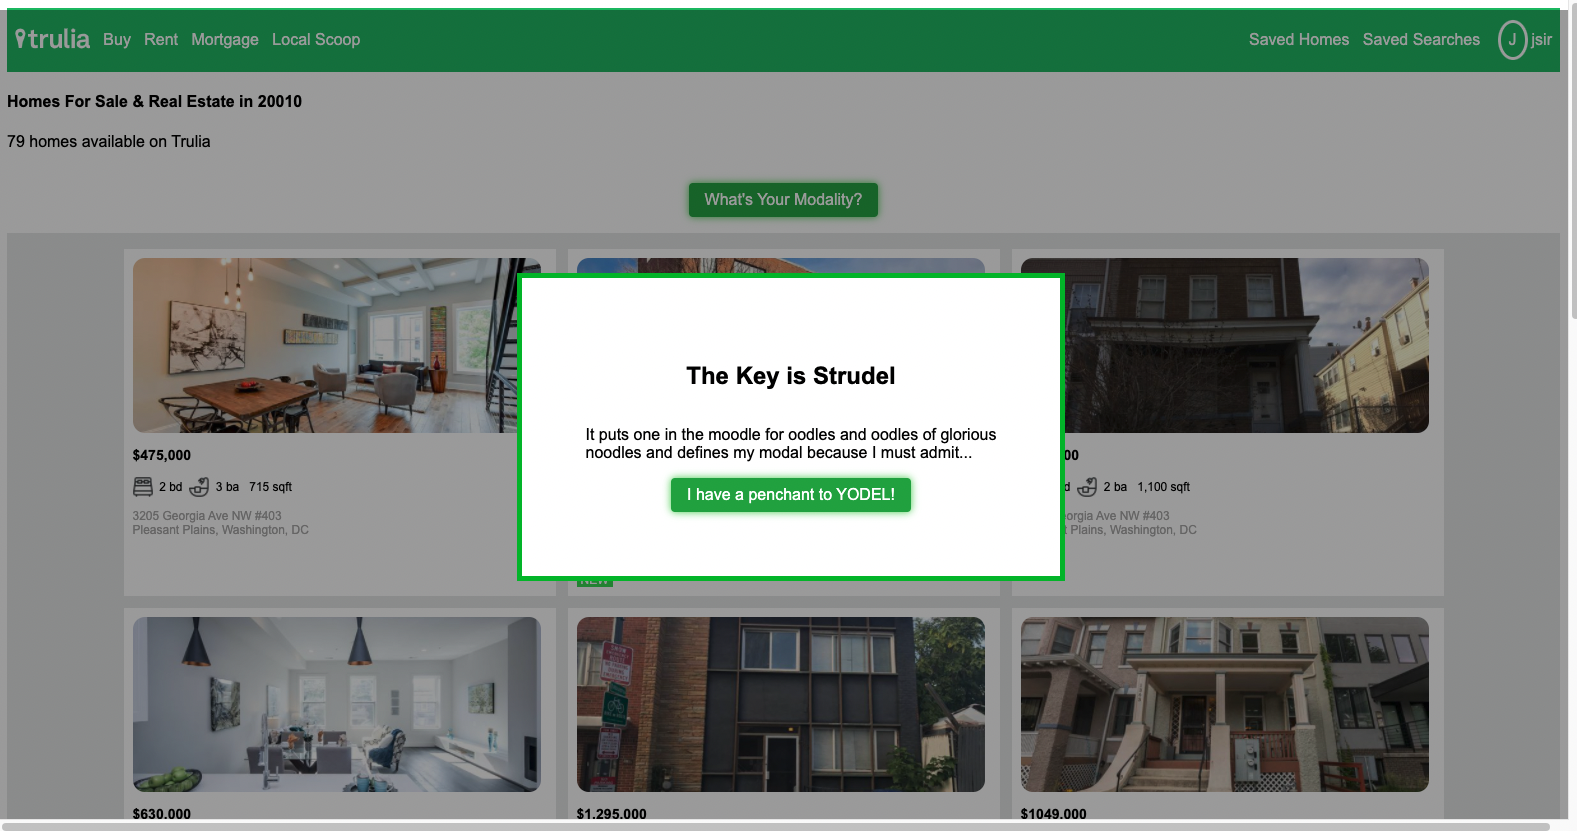 trulia Buy Rent Mortgage Local Scoop Saved Homes Saved Searches J jsir
Homes For Sale & Real Estate in 20010
79 homes available on Trulia
What's Your Modality?
The Key is Strudel
It puts one in the moodle for oodles and oodles of glorious
noodles and defines my modal because I must admit...
I have a penchant to YODEL!
$475,000
2 bd 3 ba 715 sqft
3205 Georgia Ave NW #403
Pleasant Plains, Washington, DC
NEW
00
d 2 ba 1,100 sqft
orgia Ave NW #403
t Plains, Washington, DC
$630,000
$1,295,000
$1049,000